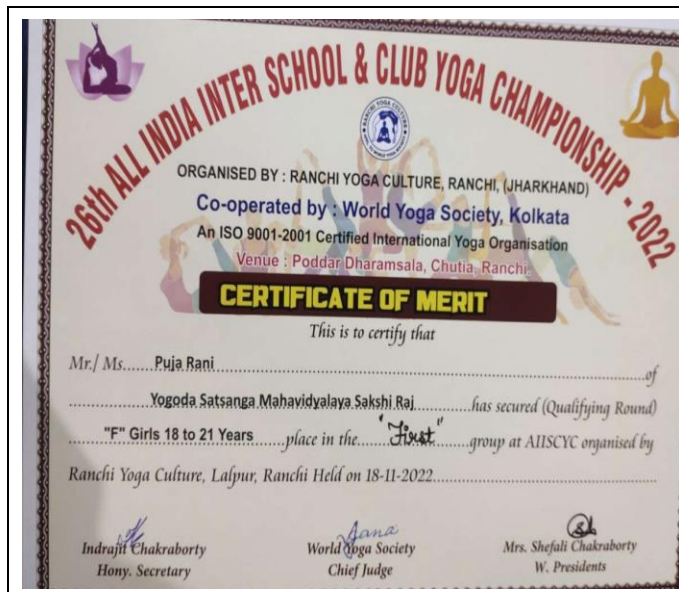 26th ALL INDIA INTER SCHOOL & CLUB YOGA CHAMPIONSHIP - 2022
RANCHI YOGA CULTURE
ORGANISED BY : RANCHI YOGA CULTURE, RANCHI, (JHARKHAND)
Co-operated by : World Yoga Society, Kolkata
An ISO 9001-2001 Certified International Yoga Organisation
Venue : Poddar Dharamsala, Chutia, Ranchi.
CERTIFICATE OF MERIT
This is to certify that
Mr./ Ms. Puja Rani of
Yogoda Satsanga Mahavidyalaya Sakshi Raj has secured (Qualifying Round)
"F" Girls 18 to 21 Years place in the "First" group at AIISCYC organised by
Ranchi Yoga Culture, Lalpur, Ranchi Held on 18-11-2022
Indrajit Chakraborty World Yoga Society Mrs. Shefali Chakraborty
Hony. Secretary Chief Judge W. Presidents